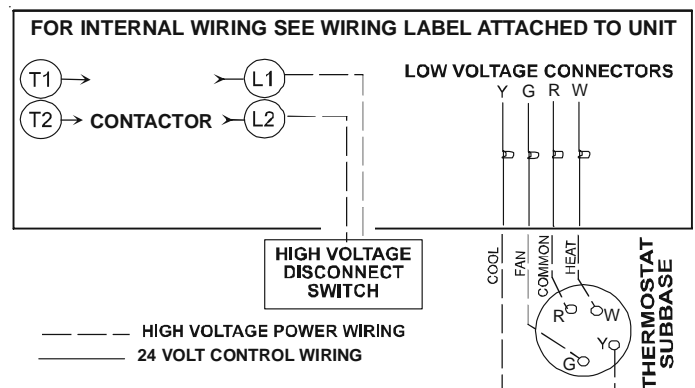 FOR INTERNAL WIRING SEE WIRING LABEL ATTACHED TO UNIT
T1 L1
T2 CONTACTOR L2
LOW VOLTAGE CONNECTORS
Y G R W
HIGH VOLTAGE
DISCONNECT
SWITCH
COOL
FAN
COMMON
HEAT
THERMOSTAT
SUBBASE
R W
Y
G
HIGH VOLTAGE POWER WIRING
24 VOLT CONTROL WIRING